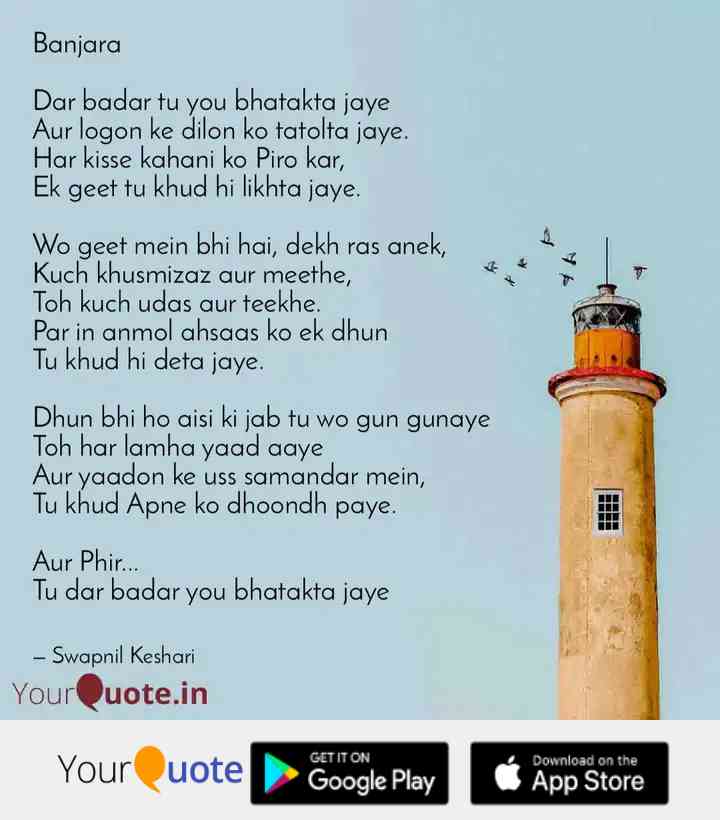 Banjara
Dar badar tu you bhatakta jaye
Aur logon ke dilon ko tatolta jaye.
Har kisse kahani ko Piro kar,
Ek geet tu khud hi likhta jaye.
Wo geet mein bhi hai, dekh ras anek,
Kuch khusmizaz aur meethe,
Toh kuch udas aur teekhe.
Par in anmol ahsaas ko ek dhun
Tu khud hi deta jaye.
Dhun bhi ho aisi ki jab tu wo gun gunaye
Toh har lamha yaad aaye
Aur yaadon ke uss samandar mein,
Tu khud Apne ko dhoondh paye.
Aur Phir...
Tu dar badar you bhatakta jaye
– Swapnil Keshari
YourQuote.in
YourQuote
GET IT ON
Google Play
Download on the
App Store